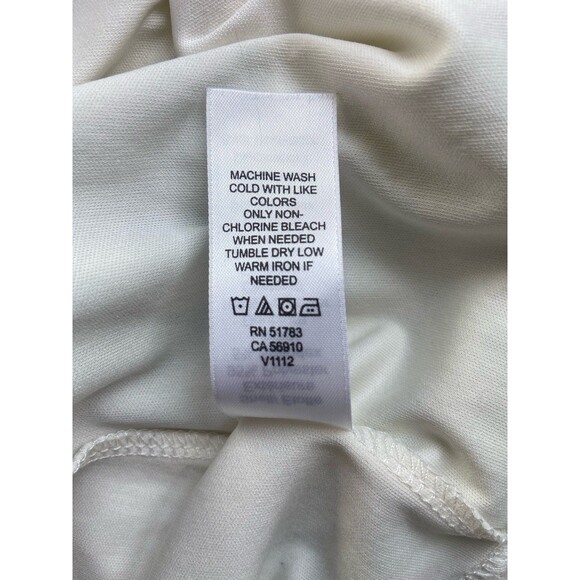 MACHINE WASH
COLD WITH LIKE
COLORS
ONLY NON-
CHLORINE BLEACH
WHEN NEEDED
TUMBLE DRY LOW
WARM IRON IF
NEEDED
RN 51783
CA 56910
V1112